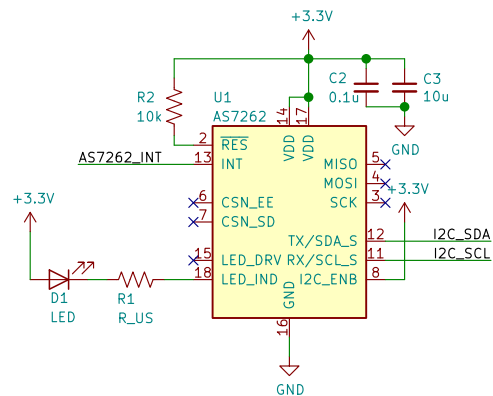 +3.3V
C2
0.1u
C3
10u
GND
R2
10k
U1
AS7262
14
17
VDD
VDD
2
RES
13
INT
AS7262_INT
6
CSN_EE
7
CSN_SD
15
LED_DRV
18
LED_IND
MISO
5
MOSI
4
SCK
3
+3.3V
TX/SDA_S
12
I2C_SDA
RX/SCL_S
11
I2C_SCL
I2C_ENB
8
+3.3V
D1
LED
R1
R_US
GND
16
GND